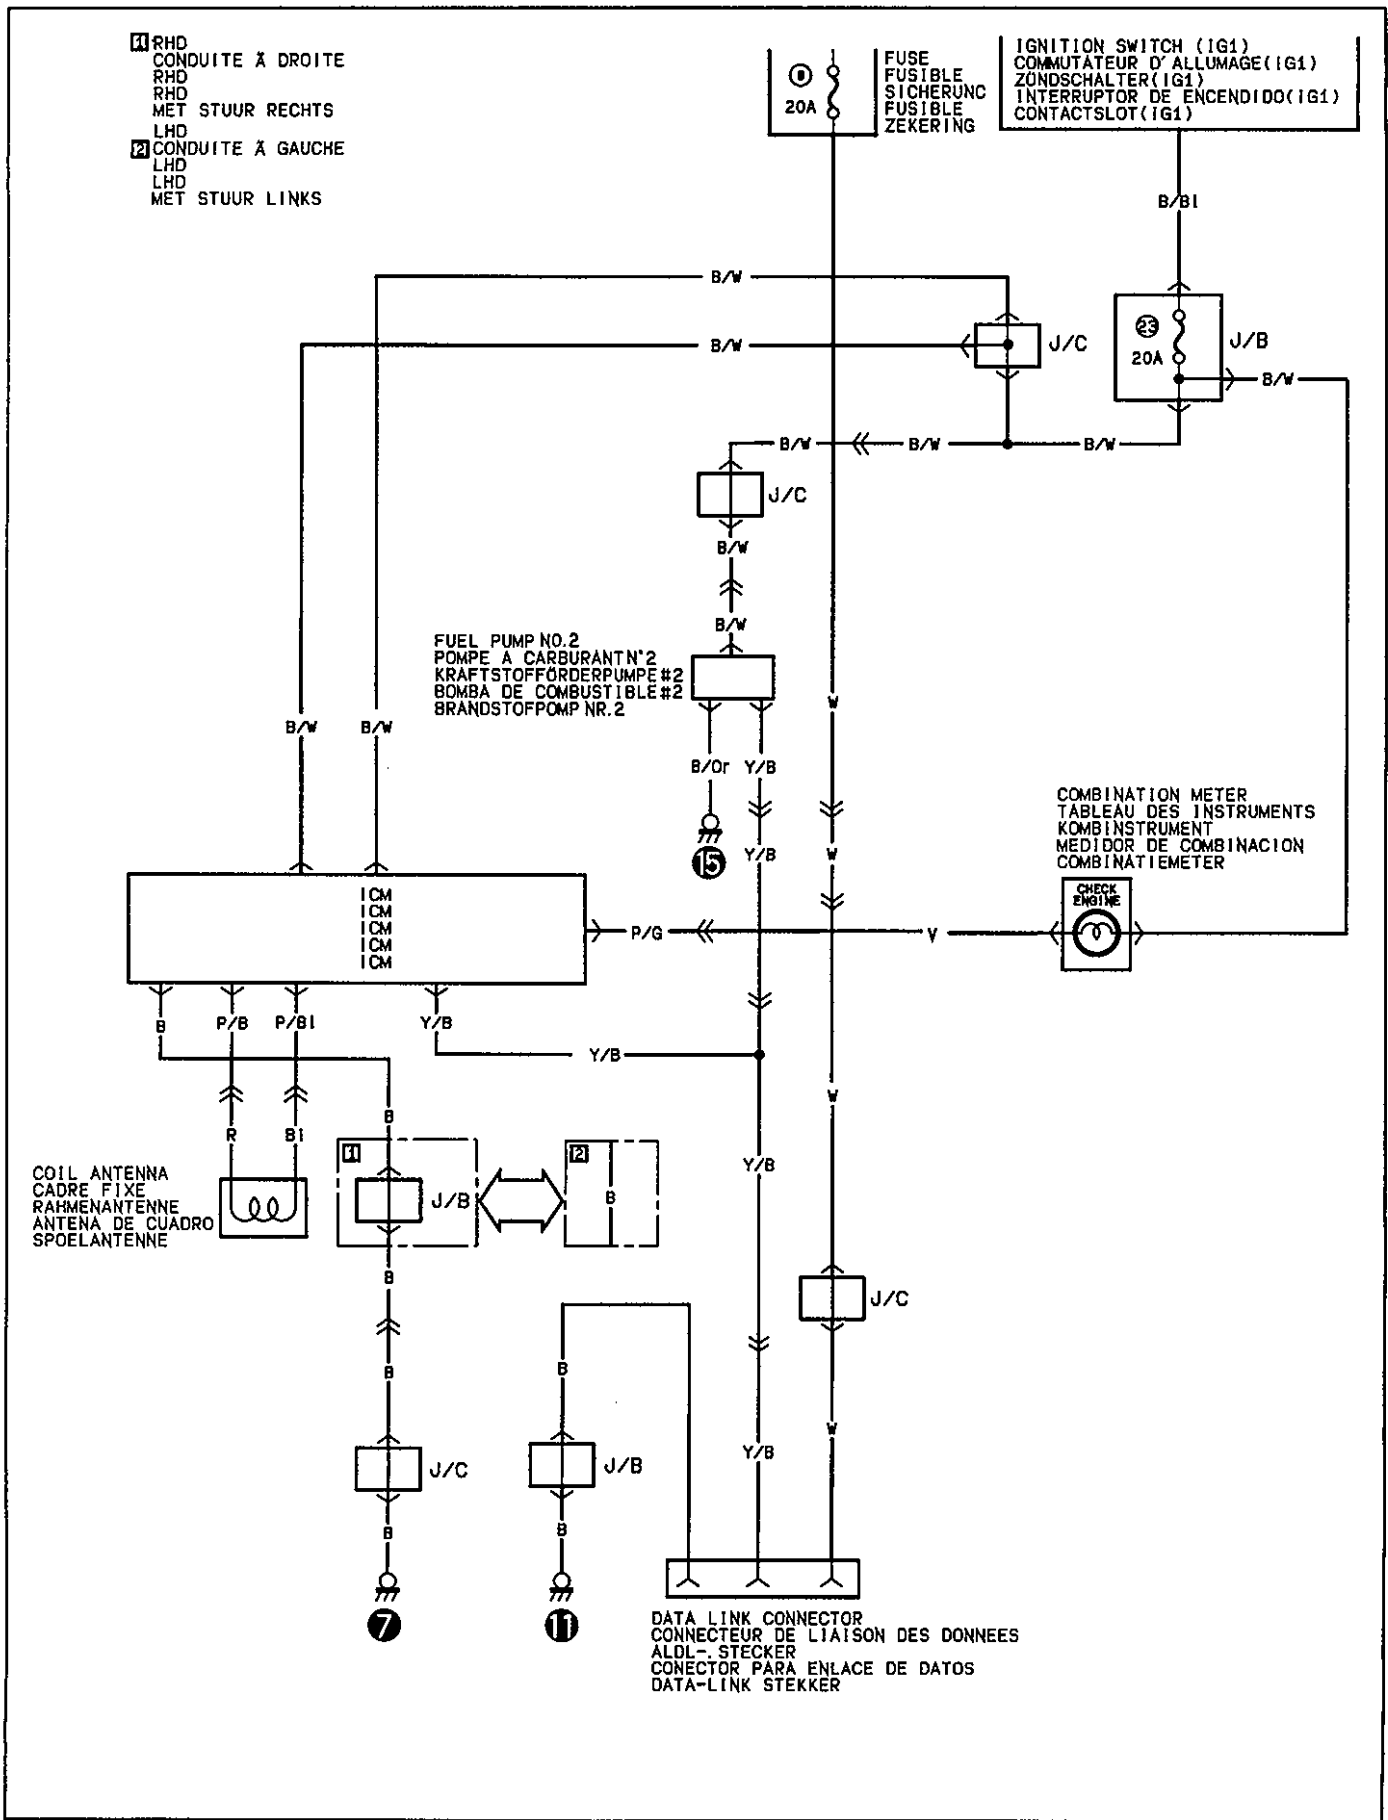 1 RHD
CONDUITE À DROITE
RHD
RHD
MET STUUR RECHTS
LHD
2 CONDUITE À GAUCHE
LHD
LHD
MET STUUR LINKS
20A
FUSE
FUSIBLE
SICHERUNC
FUSIBLE
ZEKERING
IGNITION SWITCH (IG1)
COMMUTATEUR D'ALLUMAGE(IG1)
ZÜNDSCHALTER(IG1)
INTERRUPTOR DE ENCENDIDO(IG1)
CONTACTSLOT(IG1)
B/Bl
B/W
B/W
J/C
23
20A
J/B
B/W
B/W
B/W
B/W
J/C
B/W
B/W
FUEL PUMP NO.2
POMPE A CARBURANT N°2
KRAFTSTOFFÖRDERPUMPE #2
BOMBA DE COMBUSTIBLE #2
BRANDSTOFPOMP NR.2
W
B/W
B/W
B/Or
Y/B
COMBINATION METER
TABLEAU DES INSTRUMENTS
KOMBINSTRUMENT
MEDIDOR DE COMBINACION
COMBINATIEMETER
15
Y/B
W
CHECK
ENGINE
ICM
ICM
ICM
ICM
ICM
P/G
V
B
P/B
P/Bl
Y/B
Y/B
W
B
R
Bl
1
2
Y/B
COIL ANTENNA
CADRE FIXE
RAHMENANTENNE
ANTENA DE CUADRO
SPOELANTENNE
J/B
B
B
J/C
B
B
W
Y/B
J/C
J/B
B
B
7
11
DATA LINK CONNECTOR
CONNECTEUR DE LIAISON DES DONNEES
ALDL-. STECKER
CONECTOR PARA ENLACE DE DATOS
DATA-LINK STEKKER